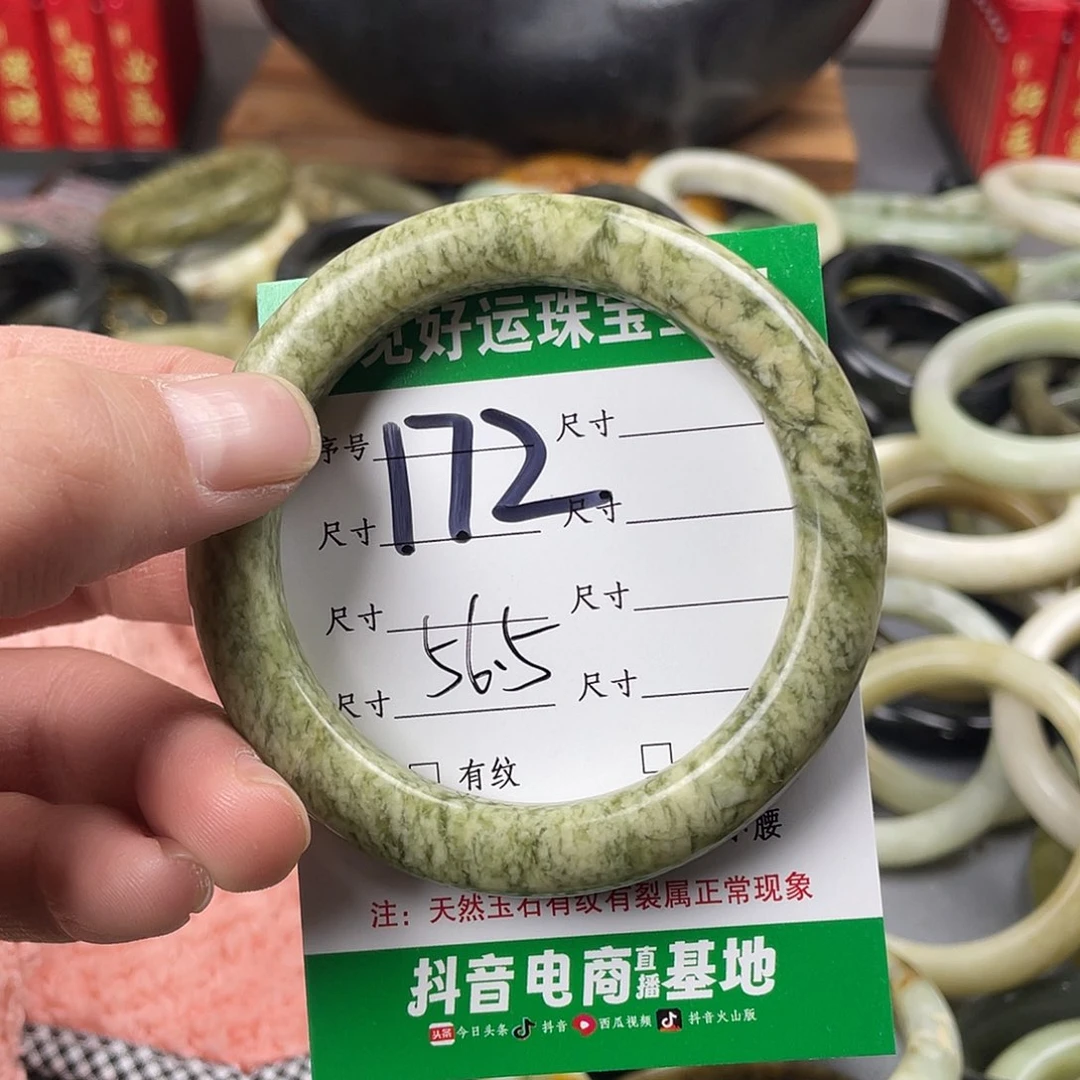 好运珠宝
序号 172 尺寸
尺寸 尺寸
尺寸 56.5 尺寸
尺寸 尺寸
□ 有纹 □
腰
注：天然玉石有纹有裂属正常现象
抖音电商直播基地
头条 今日头条 抖音 西瓜视频 抖音火山版